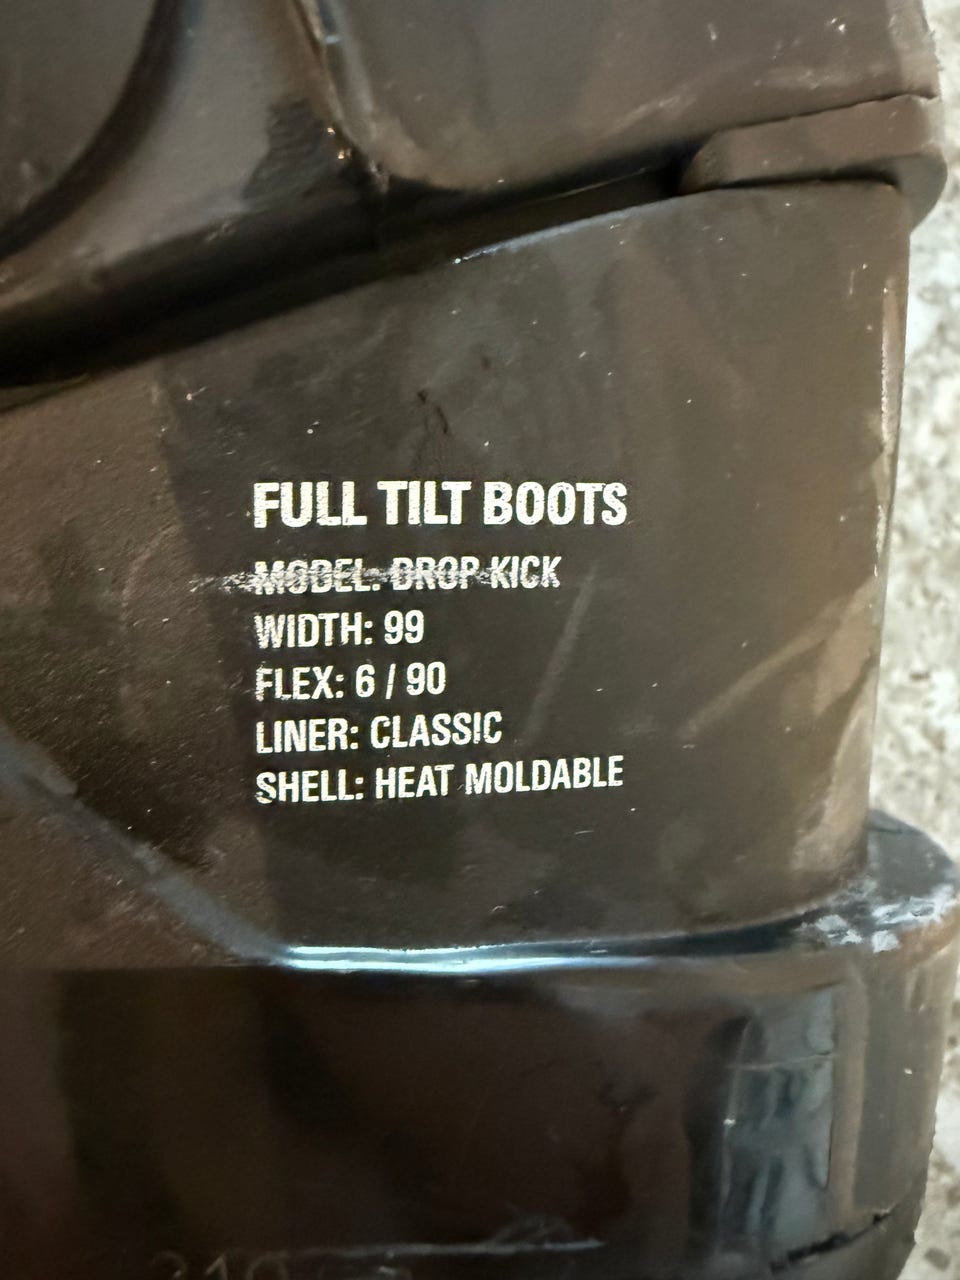 FULL TILT BOOTS
MODEL: DROP KICK
WIDTH: 99
FLEX: 6 / 90
LINER: CLASSIC
SHELL: HEAT MOLDABLE